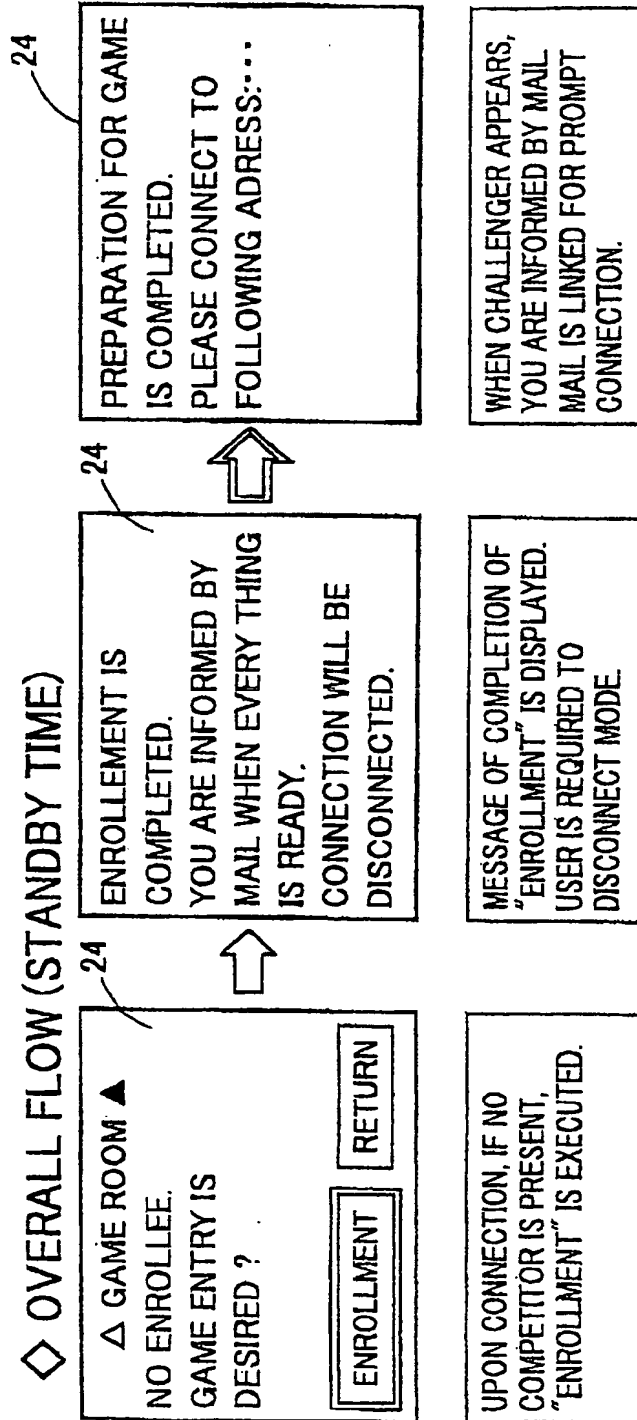 ◇ OVERALL FLOW (STANDBY TIME)
24
△ GAME ROOM ▲
NO ENROLLEE.
GAME ENTRY IS
DESIRED ?
ENROLLMENT
RETURN
UPON CONNECTION, IF NO
COMPETITOR IS PRESENT,
"ENROLLMENT" IS EXECUTED.
24
ENROLLEMENT IS
COMPLETED.
YOU ARE INFORMED BY
MAIL WHEN EVERY THING
IS READY.
CONNECTION WILL BE
DISCONNECTED.
MESSAGE OF COMPLETION OF
"ENROLLMENT" IS DISPLAYED.
USER IS REQUIRED TO
DISCONNECT MODE.
24
PREPARATION FOR GAME
IS COMPLETED.
PLEASE CONNECT TO
FOLLOWING ADRESS:····
WHEN CHALLENGER APPEARS,
YOU ARE INFORMED BY MAIL
MAIL IS LINKED FOR PROMPT
CONNECTION.